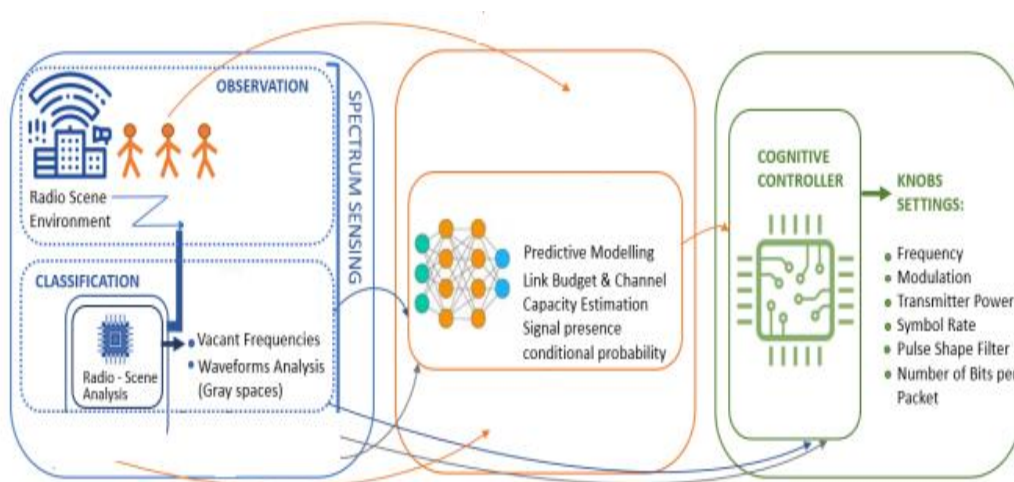 OBSERVATION
Radio Scene
Environment
SPECTRUM SENSING
CLASSIFICATION
Radio - Scene
Analysis
Vacant Frequencies
Waveforms Analysis
(Gray spaces)
Predictive Modelling
Link Budget & Channel
Capacity Estimation
Signal presence
conditional probability
COGNITIVE
CONTROLLER
KNOBS
SETTINGS:
Frequency
Modulation
Transmitter Power
Symbol Rate
Pulse Shape Filter
Number of Bits per
Packet